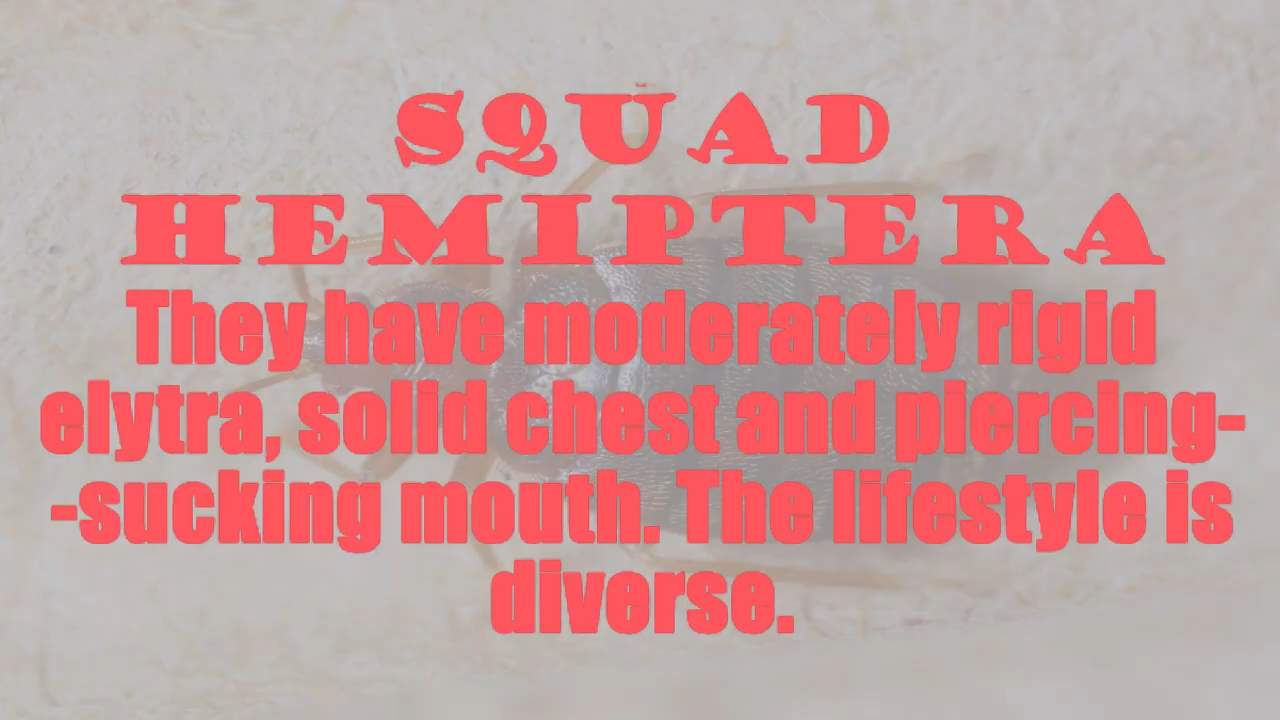 SQUAD
HEMIPTERA
They have moderately rigid
elytra, solid chest and piercing-
-sucking mouth. The lifestyle is
diverse.